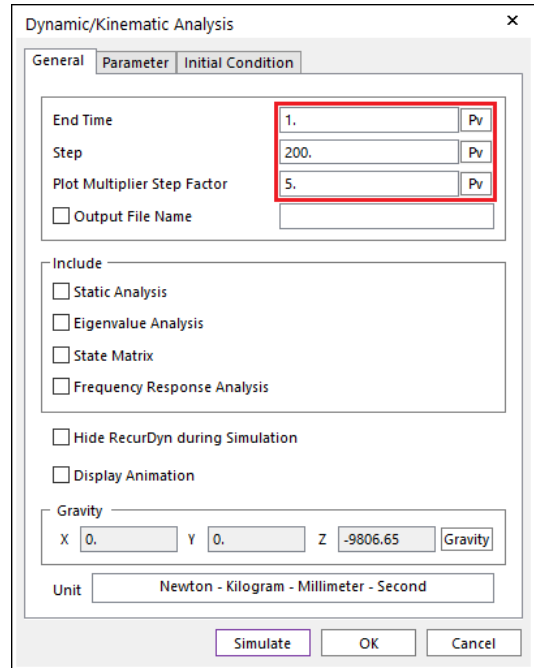 Dynamic/Kinematic Analysis ×
General Parameter Initial Condition
End Time 1. Pv
Step 200. Pv
Plot Multiplier Step Factor 5. Pv
Output File Name
Include
Static Analysis
Eigenvalue Analysis
State Matrix
Frequency Response Analysis
Hide RecurDyn during Simulation
Display Animation
Gravity
X 0. Y 0. Z -9806.65 Gravity
Unit Newton - Kilogram - Millimeter - Second
Simulate OK Cancel